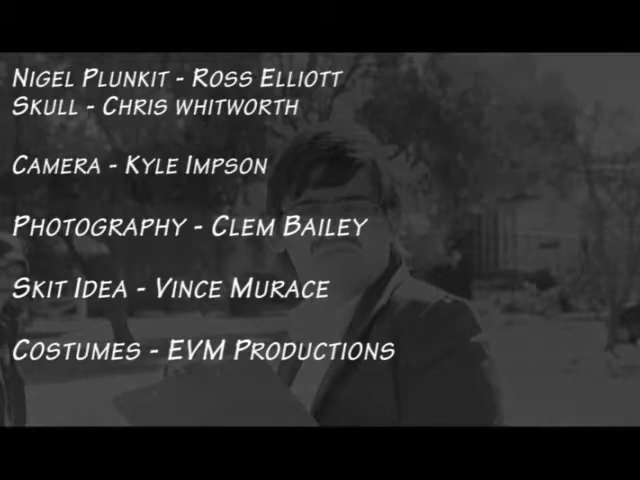 Nigel Plunkit - Ross Elliott
Skull - Chris Whitworth
Camera - Kyle Impson
Photography - Clem Bailey
Skit Idea - Vince Murace
Costumes - EVM Productions